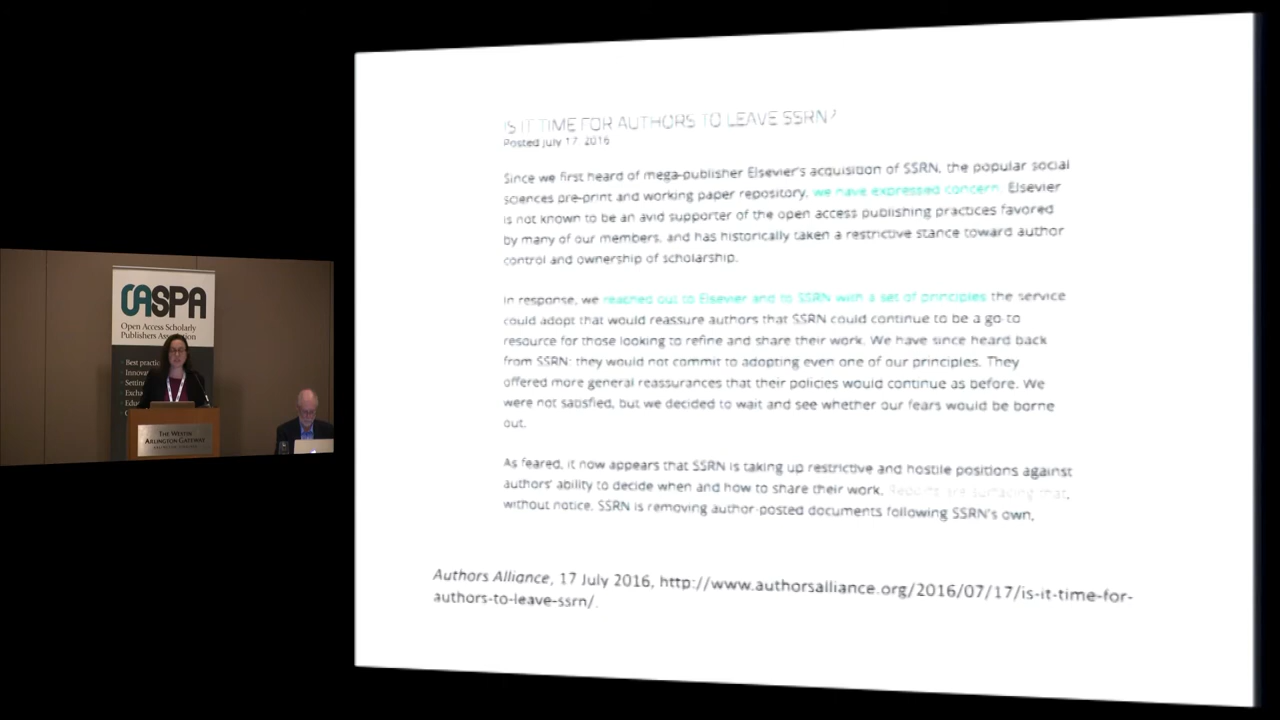 IS IT TIME FOR AUTHORS TO LEAVE SSRN?
Posted July 17, 2016
Since we first heard of mega-publisher Elsevier's acquisition of SSRN, the popular social
sciences pre-print and working paper repository, we have expressed concern. Elsevier
is not known to be an avid supporter of the open access publishing practices favored
by many of our members, and has historically taken a restrictive stance toward author
control and ownership of scholarship.
In response, we reached out to Elsevier and to SSRN with a set of principles the service
could adopt that would reassure authors that SSRN could continue to be a go-to
resource for those looking to refine and share their work. We have since heard back
from SSRN: they would not commit to adopting even one of our principles. They
offered more general reassurances that their policies would continue as before. We
were not satisfied, but we decided to wait and see whether our fears would be borne
out.
As feared, it now appears that SSRN is taking up restrictive and hostile positions against
authors' ability to decide when and how to share their work. Reports are surfacing that,
without notice, SSRN is removing author-posted documents following SSRN's own,
Authors Alliance, 17 July 2016, http://www.authorsalliance.org/2016/07/17/is-it-time-for-
authors-to-leave-ssrn/.
OASPA
Open Access Scholarly
Publishers
Best
THE WESTIN
ARLINGTON GATEWAY